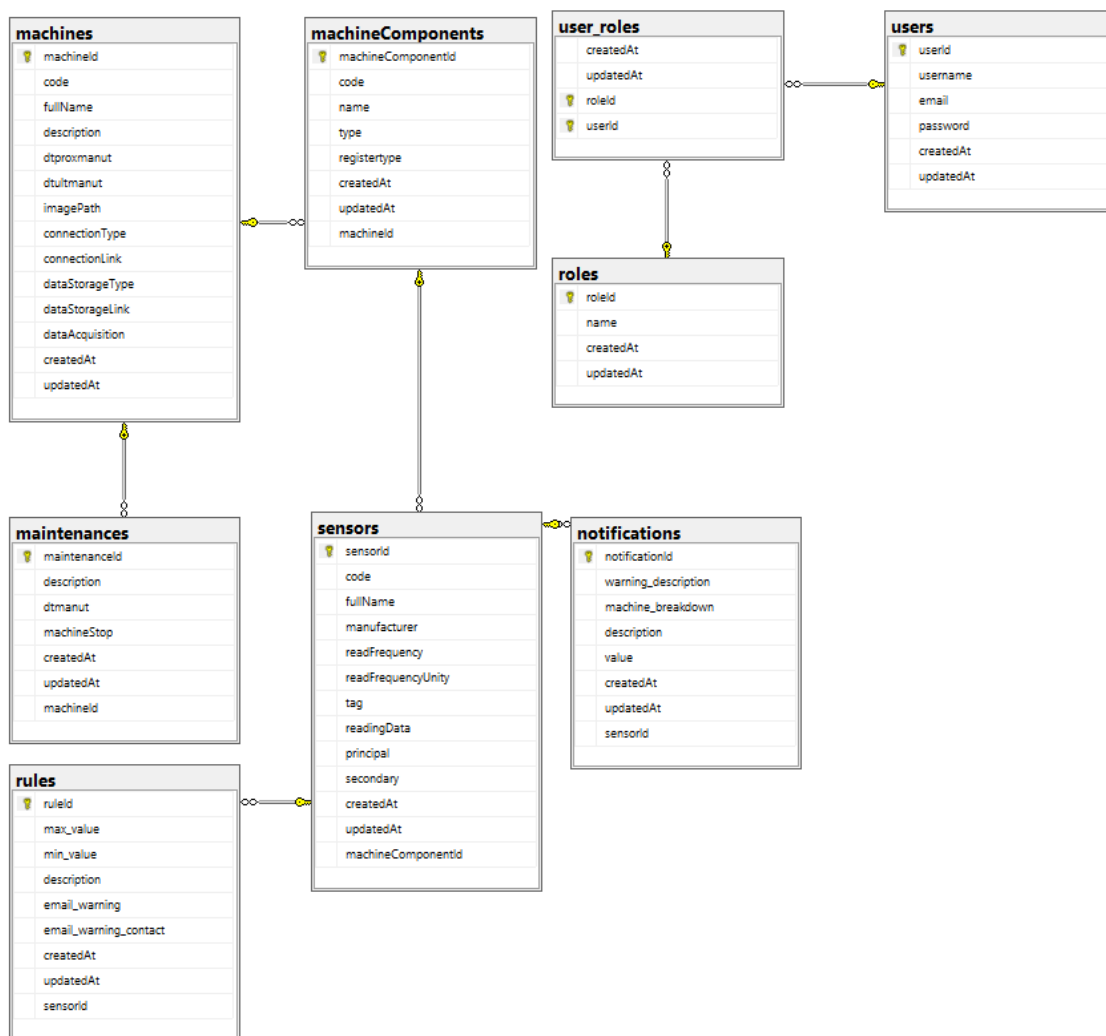 machines
machineId
code
fullName
description
dtproxmanut
dtultmanut
imagePath
connectionType
connectionLink
dataStorageType
dataStorageLink
dataAcquisition
createdAt
updatedAt
machineComponents
machineComponentId
code
name
type
registertype
createdAt
updatedAt
machineId
user_roles
createdAt
updatedAt
roleId
userId
users
userId
username
email
password
createdAt
updatedAt
roles
roleId
name
createdAt
updatedAt
maintenances
maintenanceId
description
dtmanut
machineStop
createdAt
updatedAt
machineId
sensors
sensorId
code
fullName
manufacturer
readFrequency
readFrequencyUnity
tag
readingData
principal
secondary
createdAt
updatedAt
machineComponentId
notifications
notificationId
warning_description
machine_breakdown
description
value
createdAt
updatedAt
sensorId
rules
ruleId
max_value
min_value
description
email_warning
email_warning_contact
createdAt
updatedAt
sensorId